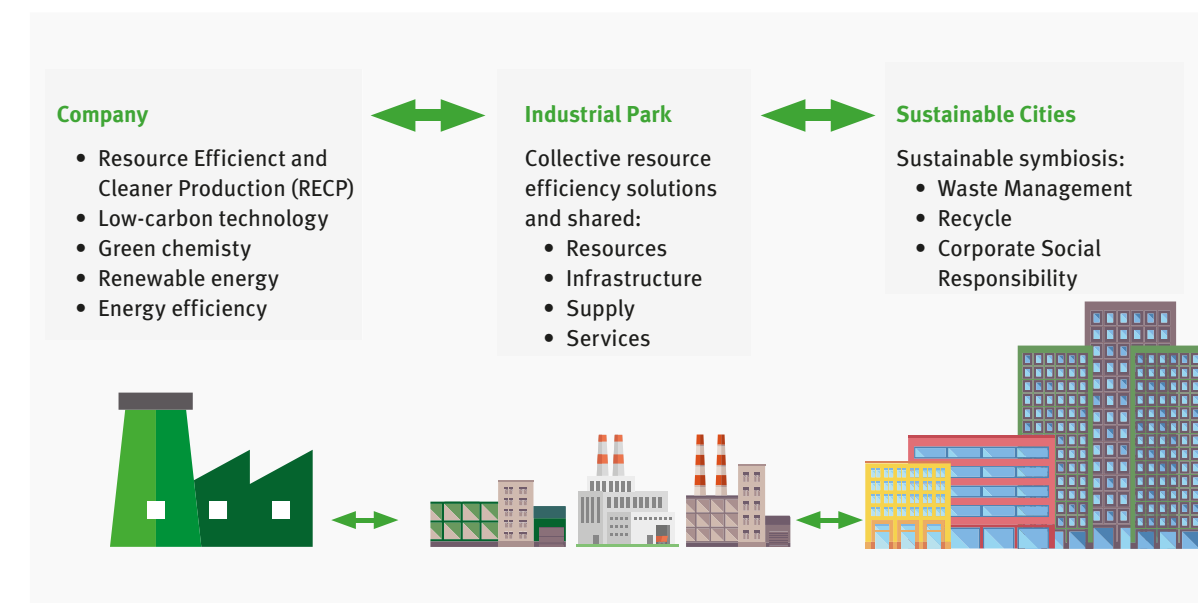 Company
• Resource Efficienct and
Cleaner Production (RECP)
• Low-carbon technology
• Green chemisty
• Renewable energy
• Energy efficiency
Industrial Park
Collective resource
efficiency solutions
and shared:
• Resources
• Infrastructure
• Supply
• Services
Sustainable Cities
Sustainable symbiosis:
• Waste Management
• Recycle
• Corporate Social
Responsibility